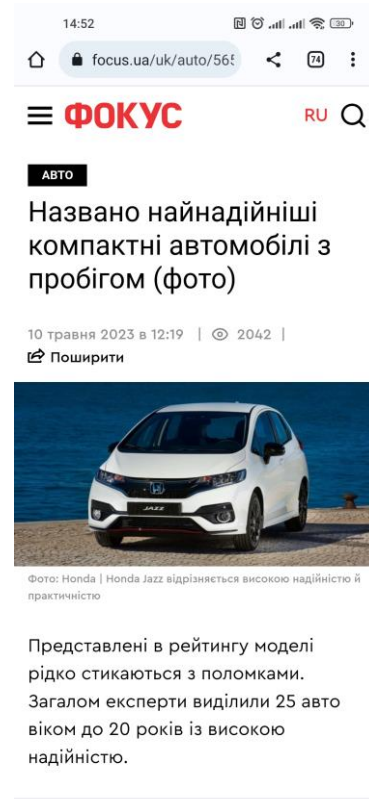 14:52
30
focus.ua/uk/auto/565
74
ФОКУС
RU
АВТО
Названо найнадійніші
компактні автомобілі з
пробігом (фото)
10 травня 2023 в 12:19 | 2042 |
Поширити
JAZZ
Фото: Honda | Honda Jazz відрізняється високою надійністю й
практичністю
Представлені в рейтингу моделі
рідко стикаються з поломками.
Загалом експерти виділили 25 авто
віком до 20 років із високою
надійністю.